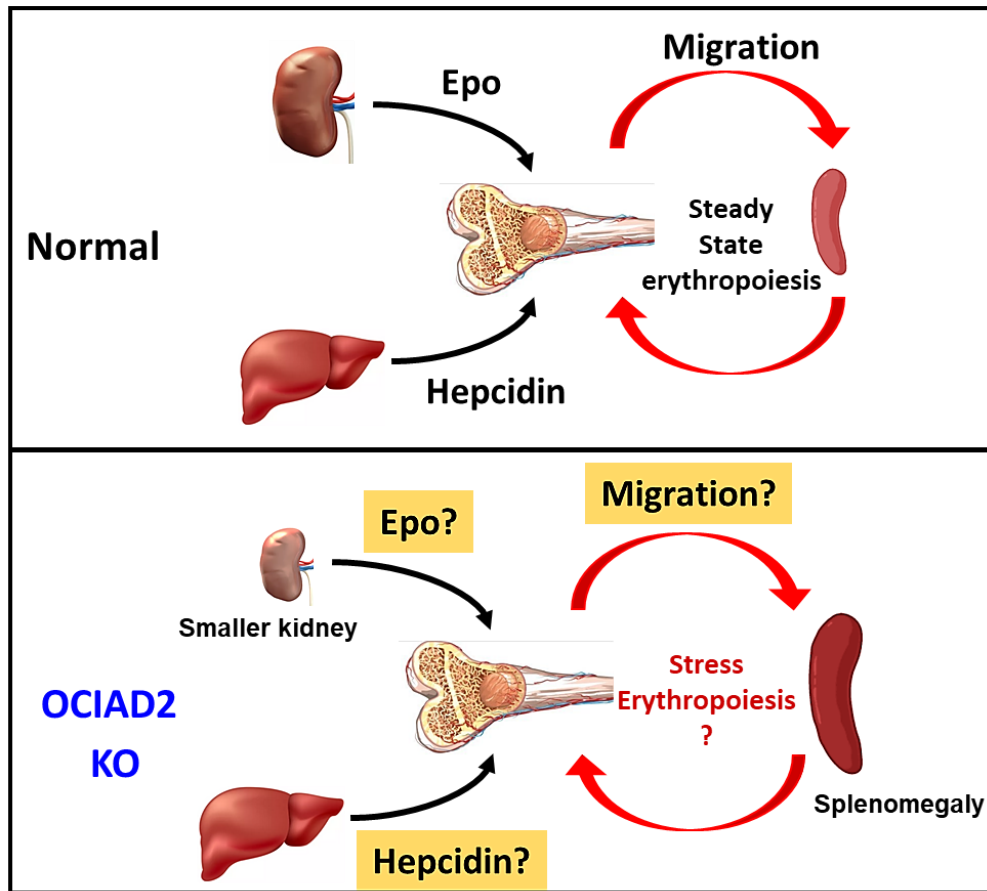 Migration
Epo
Normal
Steady
State
erythropoiesis
Hepcidin
Migration?
Epo?
Smaller kidney
OCIAD2
KO
Stress
Erythropoiesis
?
Splenomegaly
Hepcidin?